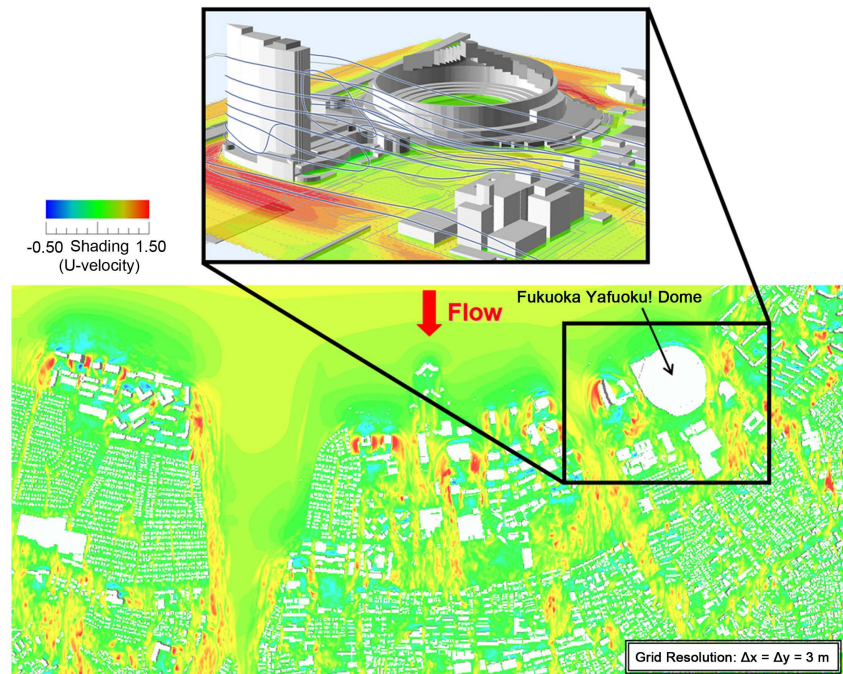 -0.50 Shading 1.50
(U-velocity)
Flow
Fukuoka Yafuoku! Dome
Grid Resolution: Δx = Δy = 3 m